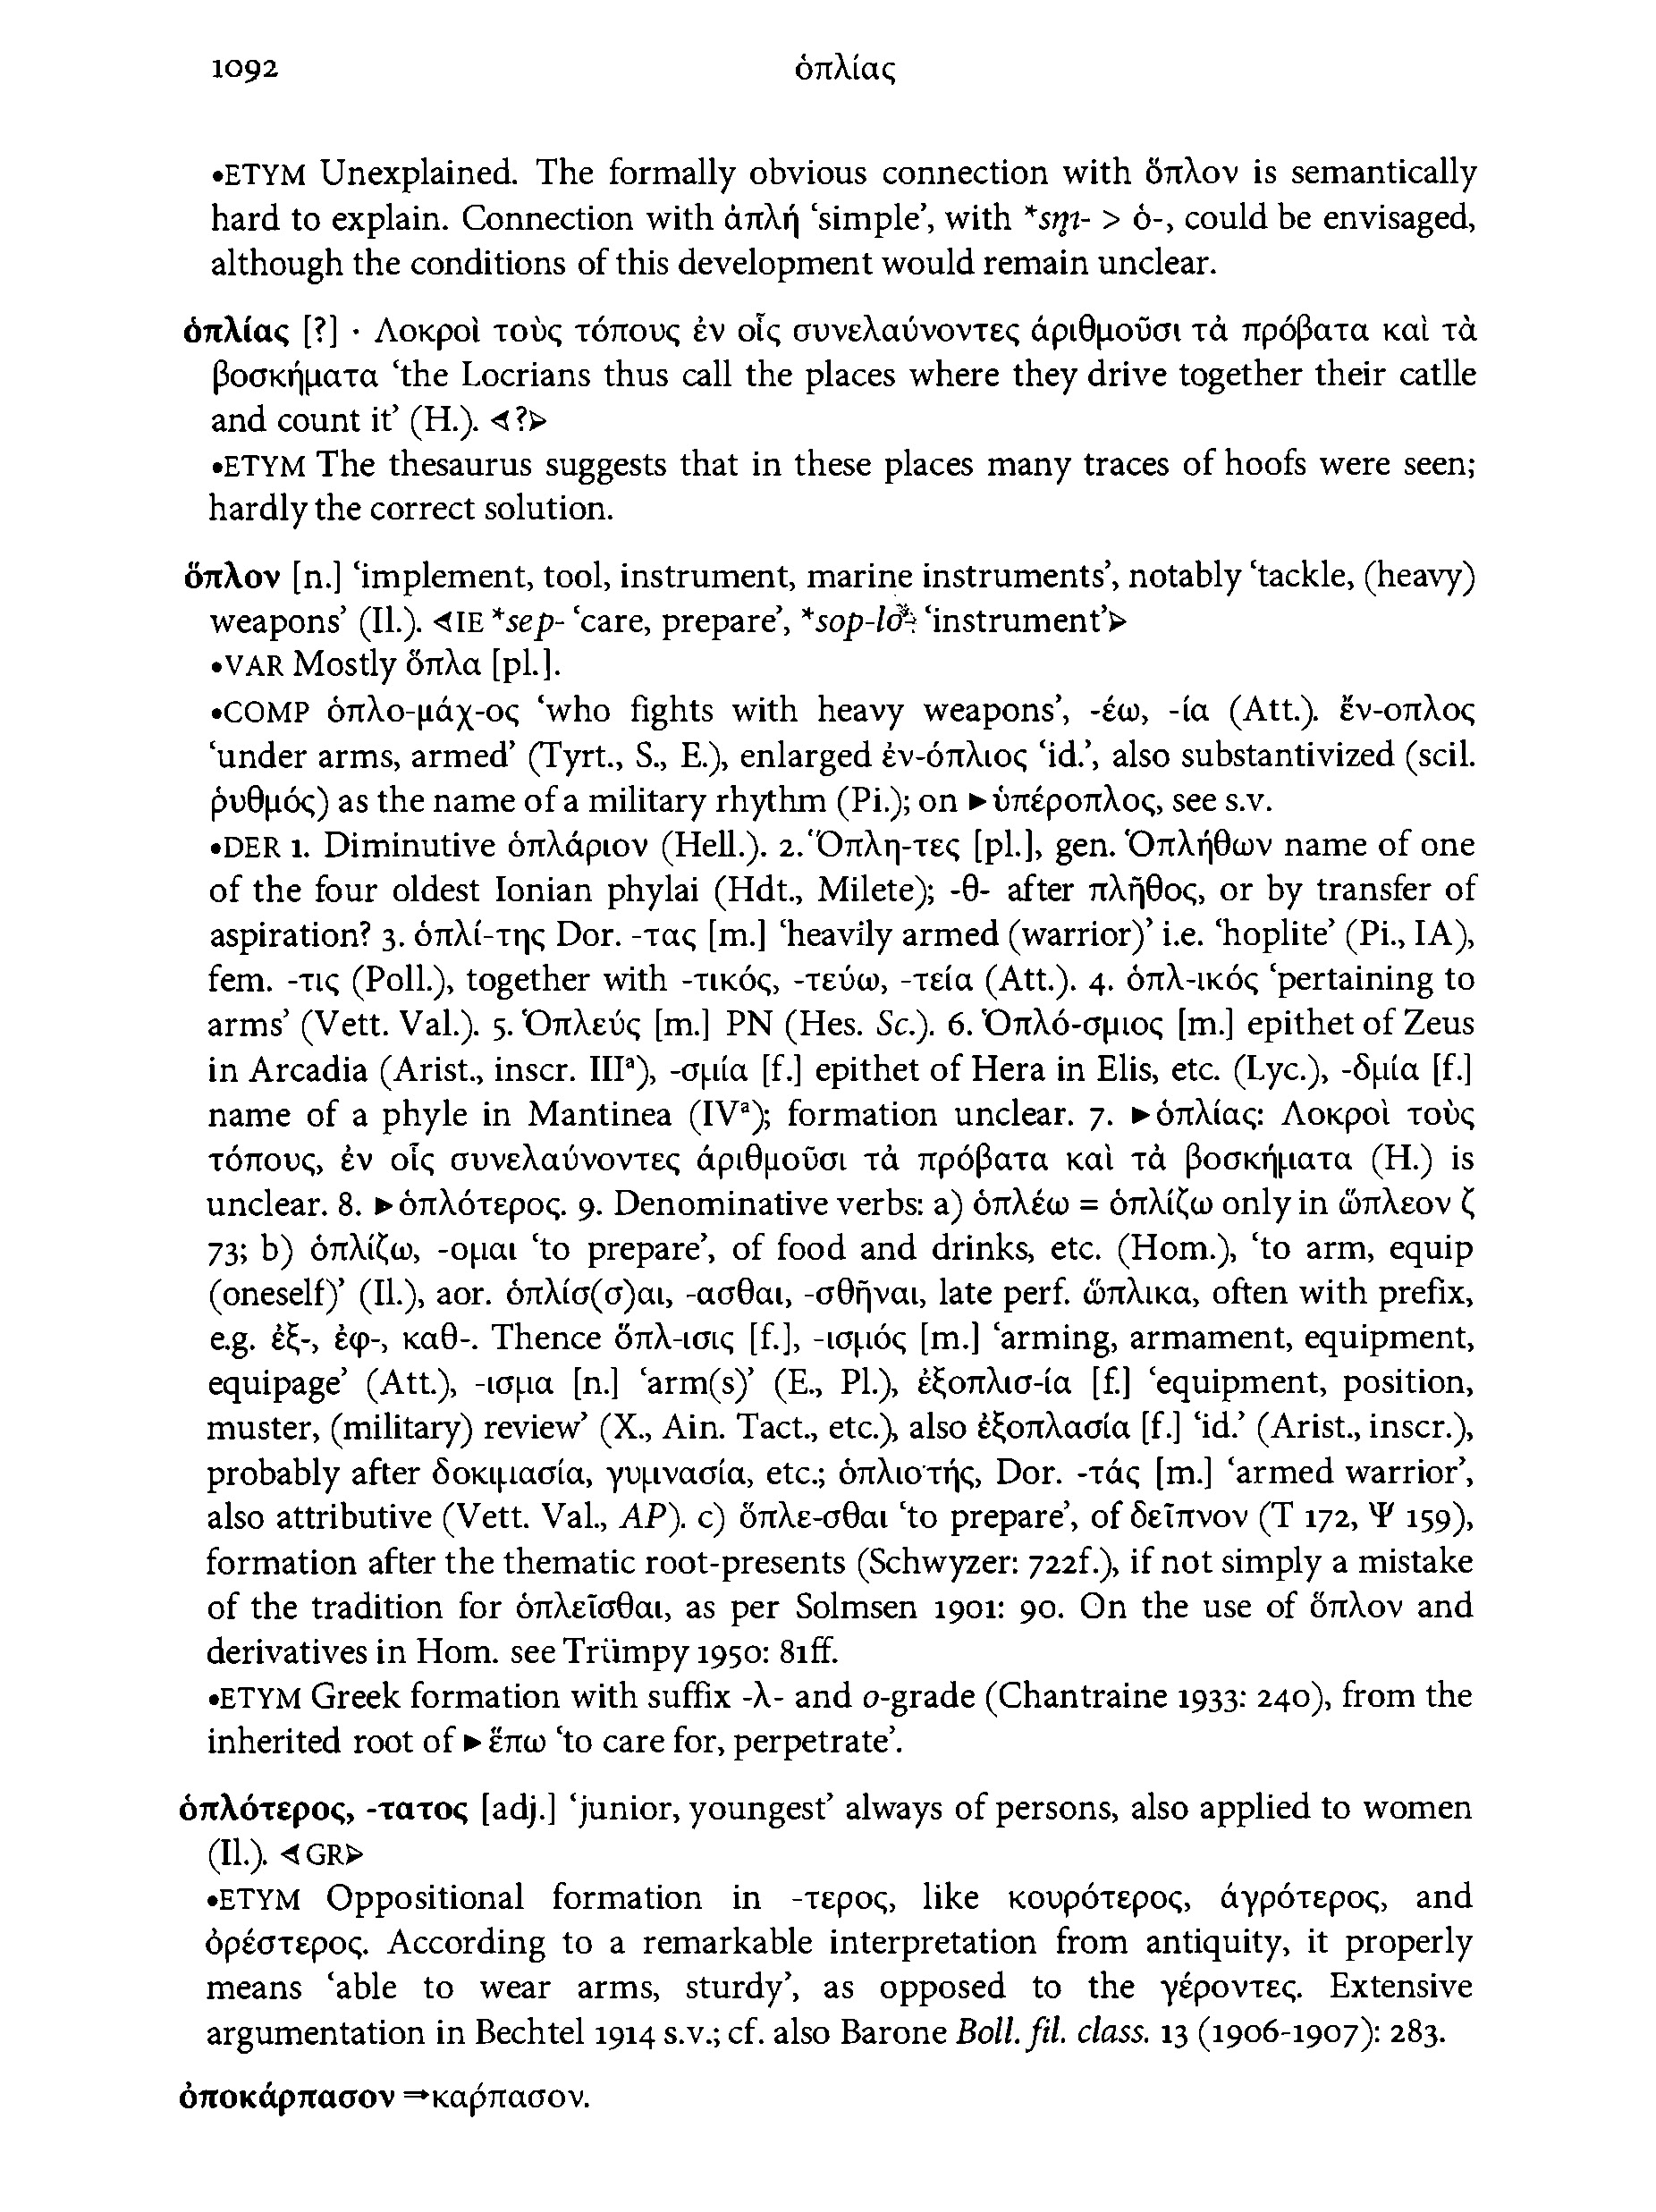 1092 ὁπλίας
•ETYM Unexplained. The formally obvious connection with ὅπλον is semantically
hard to explain. Connection with ἁπλῆ ‘simple’, with *sm̥- > ὁ-, could be envisaged,
although the conditions of this development would remain unclear.
ὁπλίας [?] · Λοκροὶ τοὺς τόπους ἐν οἷς συνελαύνοντες ἀριθμοῦσι τὰ πρόβατα καὶ τὰ
βοσκήματα ‘the Locrians thus call the places where they drive together their catlle
and count it’ (H.). ◁?▷
•ETYM The thesaurus suggests that in these places many traces of hoofs were seen;
hardly the correct solution.
ὅπλον [n.] ‘implement, tool, instrument, marine instruments’, notably ‘tackle, (heavy)
weapons’ (Il.). ◁IE *sep- ‘care, prepare’, *sop-lo- ‘instrument’▷
•VAR Mostly ὅπλα [pl.].
•COMP ὁπλο-μάχ-ος ‘who fights with heavy weapons’, -έω, -ία (Att.). ἔν-οπλος
‘under arms, armed’ (Tyrt., S., E.), enlarged ἐν-όπλιος ‘id.’, also substantivized (scil.
ῥυθμός) as the name of a military rhythm (Pi.); on ►ὑπέροπλος, see s.v.
•DER 1. Diminutive ὁπλάριον (Hell.). 2. Ὅπλη-τες [pl.], gen. Ὁπλήθων name of one
of the four oldest Ionian phylai (Hdt., Milete); -θ- after πλῆθος, or by transfer of
aspiration? 3. ὁπλί-της Dor. -τας [m.] ‘heavily armed (warrior)’ i.e. ‘hoplite’ (Pi., IA),
fem. -τις (Poll.), together with -τικός, -τεύω, -τεία (Att.). 4. ὁπλ-ικός ‘pertaining to
arms’ (Vett. Val.). 5. Ὁπλεύς [m.] PN (Hes. Sc.). 6. Ὁπλό-σμιος [m.] epithet of Zeus
in Arcadia (Arist., inscr. IIIᵃ), -σμία [f.] epithet of Hera in Elis, etc. (Lyc.), -δμία [f.]
name of a phyle in Mantinea (IVᵃ); formation unclear. 7. ►ὁπλίας: Λοκροὶ τοὺς
τόπους, ἐν οἷς συνελαύνοντες ἀριθμοῦσι τὰ πρόβατα καὶ τὰ βοσκήματα (H.) is
unclear. 8. ►ὁπλότερος. 9. Denominative verbs: a) ὁπλέω = ὁπλίζω only in ὥπλεον ζ
73; b) ὁπλίζω, -ομαι ‘to prepare’, of food and drinks, etc. (Hom.), ‘to arm, equip
(oneself)’ (Il.), aor. ὁπλίσ(σ)αι, -ασθαι, -σθῆναι, late perf. ὥπλικα, often with prefix,
e.g. ἐξ-, ἐφ-, καθ-. Thence ὅπλ-ισις [f.], -ισμός [m.] ‘arming, armament, equipment,
equipage’ (Att.), -ισμα [n.] ‘arm(s)’ (E., Pl.), ἐξοπλισ-ία [f.] ‘equipment, position,
muster, (military) review’ (X., Ain. Tact., etc.), also ἐξοπλασία [f.] ‘id.’ (Arist., inscr.),
probably after δοκιμασία, γυμνασία, etc.; ὁπλιστής, Dor. -τάς [m.] ‘armed warrior’,
also attributive (Vett. Val., AP). c) ὅπλε-σθαι ‘to prepare’, of δεῖπνον (Τ 172, Ψ 159),
formation after the thematic root-presents (Schwyzer: 722f.), if not simply a mistake
of the tradition for ὁπλεῖσθαι, as per Solmsen 1901: 90. On the use of ὅπλον and
derivatives in Hom. see Trümpy 1950: 81ff.
•ETYM Greek formation with suffix -λ- and o-grade (Chantraine 1933: 240), from the
inherited root of ►ἕπω ‘to care for, perpetrate’.
ὁπλότερος, -τατος [adj.] ‘junior, youngest’ always of persons, also applied to women
(Il.). ◁GR▷
•ETYM Oppositional formation in -τερος, like κουρότερος, ἀγρότερος, and
ὀρέστερος. According to a remarkable interpretation from antiquity, it properly
means ‘able to wear arms, sturdy’, as opposed to the γέροντες. Extensive
argumentation in Bechtel 1914 s.v.; cf. also Barone Boll. fil. class. 13 (1906-1907): 283.
ὀποκάρπασον ⇒κάρπασον.